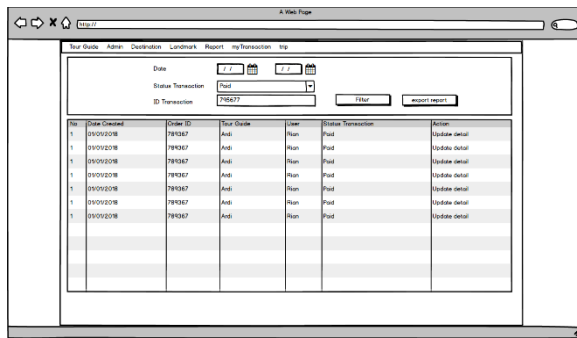 A Web Page
http://
Tour Guide Admin Destination Landmark Report myTransaction trip
Date / / / /
Status Transaction Paid
ID Transaction 795677 Filter export report
No Date Created Order ID Tour Guide User Status Transaction Action
1 01/01/2018 789367 Ardi Rian Paid Update detail
1 01/01/2018 789367 Ardi Rian Paid Update detail
1 01/01/2018 789367 Ardi Rian Paid Update detail
1 01/01/2018 789367 Ardi Rian Paid Update detail
1 01/01/2018 789367 Ardi Rian Paid Update detail
1 01/01/2018 789367 Ardi Rian Paid Update detail
1 01/01/2018 789367 Ardi Rian Paid Update detail